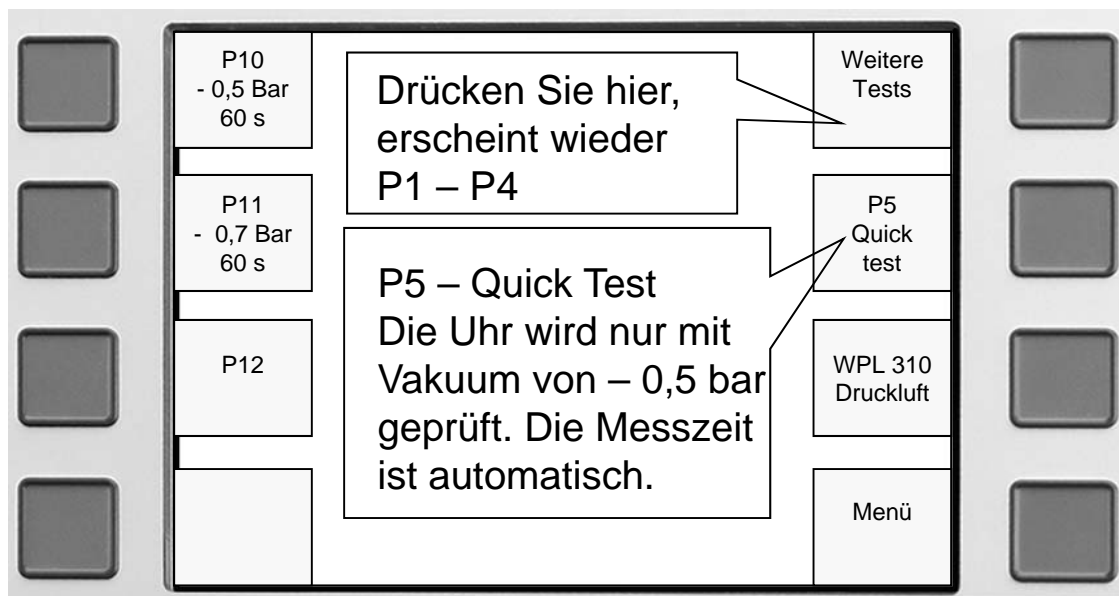 P10
- 0,5 Bar
60 s
P11
- 0,7 Bar
60 s
P12
Drücken Sie hier,
erscheint wieder
P1 – P4
P5 – Quick Test
Die Uhr wird nur mit
Vakuum von – 0,5 bar
geprüft. Die Messzeit
ist automatisch.
Weitere
Tests
P5
Quick
test
WPL 310
Druckluft
Menü